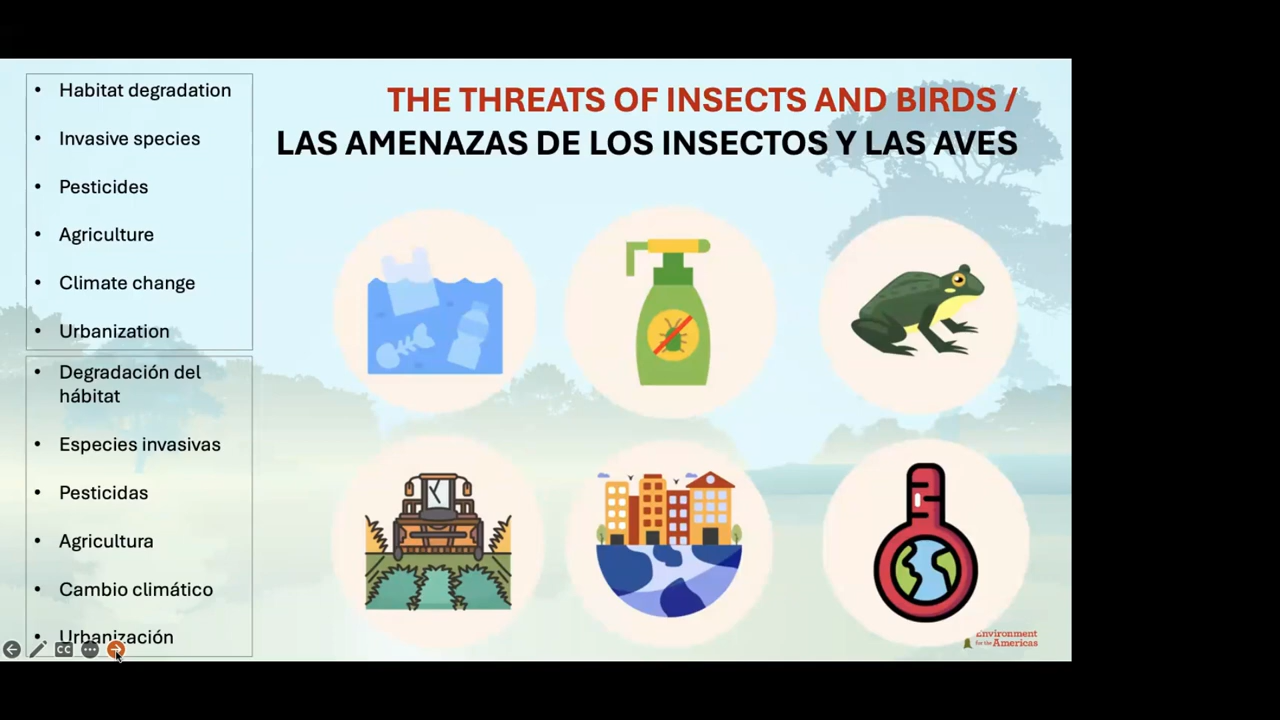 THE THREATS OF INSECTS AND BIRDS /
LAS AMENAZAS DE LOS INSECTOS Y LAS AVES
• Habitat degradation
• Invasive species
• Pesticides
• Agriculture
• Climate change
• Urbanization
• Degradación del
hábitat
• Especies invasivas
• Pesticidas
• Agricultura
• Cambio climático
• Urbanización
CC
Environment
for the Americas